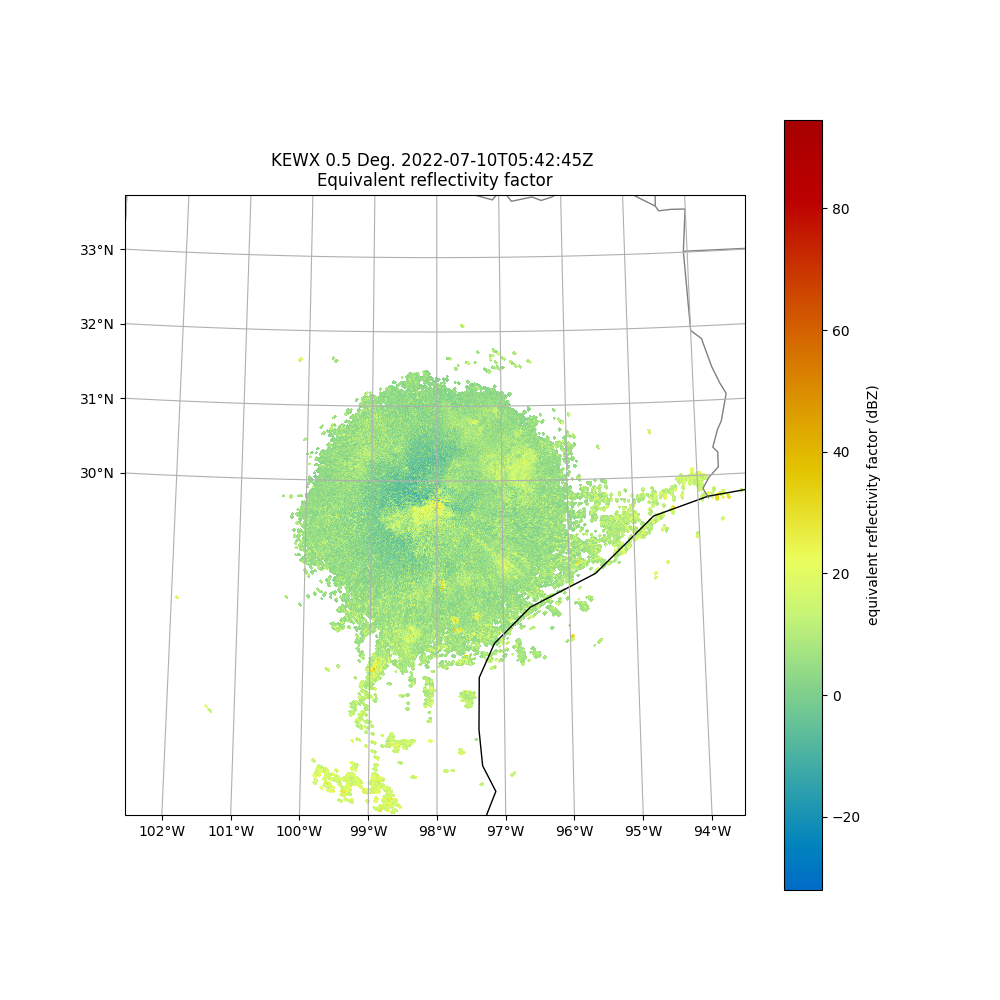 KEWX 0.5 Deg. 2022-07-10T05:42:45Z
Equivalent reflectivity factor
33°N
32°N
31°N
30°N
102°W 101°W 100°W 99°W 98°W 97°W 96°W 95°W 94°W
80
60
40
20
0
−20
equivalent reflectivity factor (dBZ)